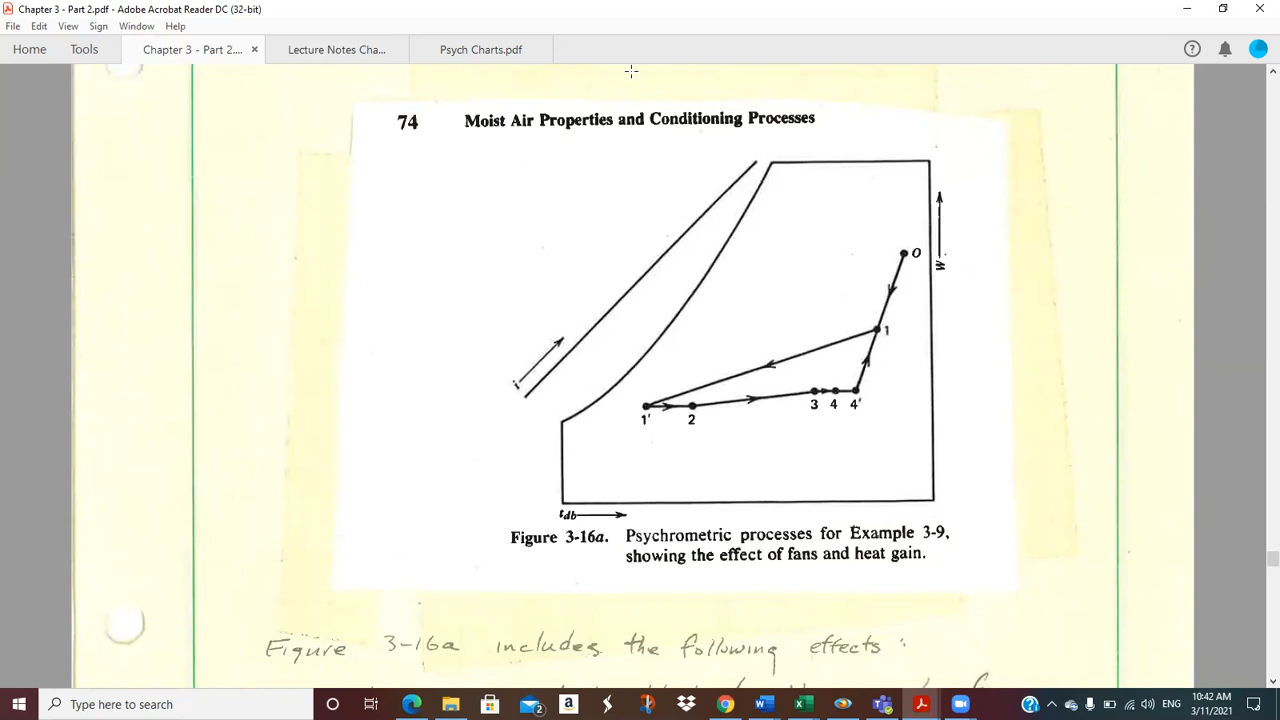 Chapter 3 - Part 2.pdf - Adobe Acrobat Reader DC (32-bit)
File Edit View Sign Window Help
Home Tools Chapter 3 - Part 2.... × Lecture Notes Cha... Psych Charts.pdf
74 Moist Air Properties and Conditioning Processes
W
O
1
i
1' 2 3 4 4'
tdb
Figure 3-16a. Psychrometric processes for Example 3-9,
showing the effect of fans and heat gain.
Figure 3-16a includes the following effects :
Type here to search
2
a
ENG
10:42 AM
3/11/2021